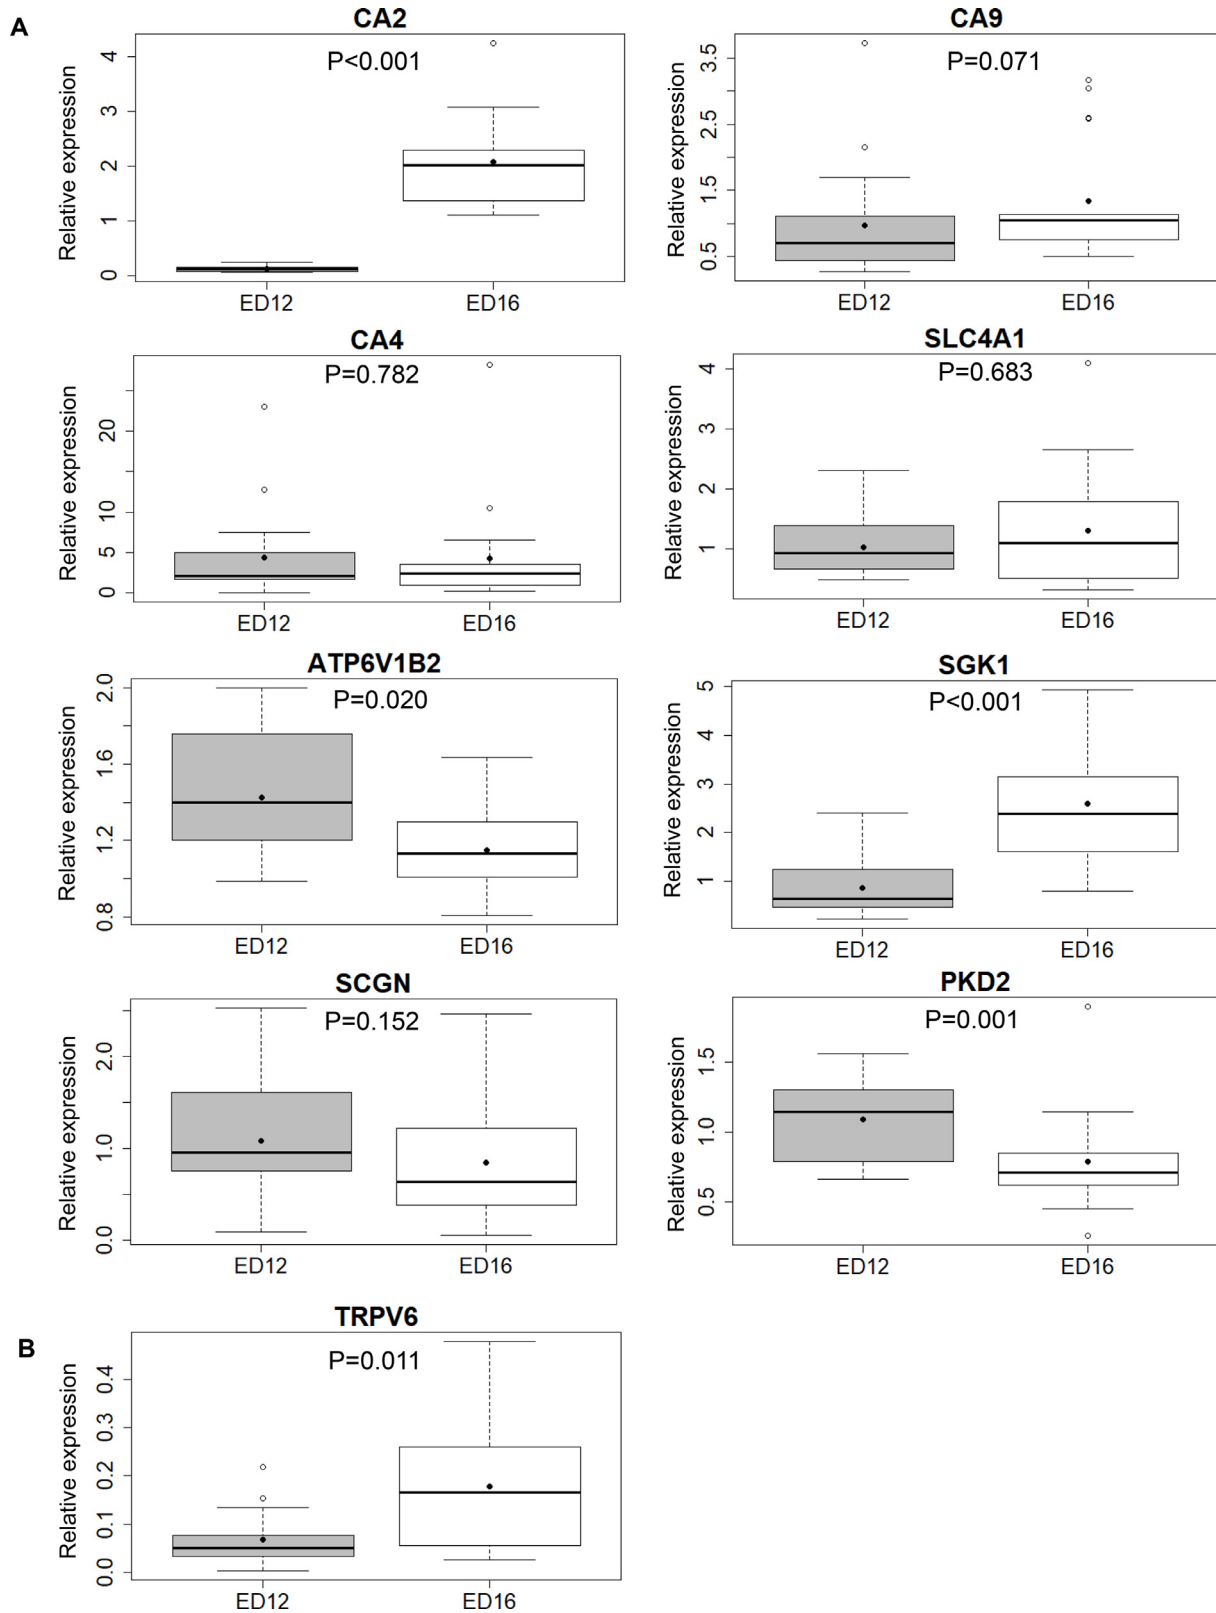 A
CA2
P<0.001
Relative expression
4
3
2
1
0
ED12
ED16
CA9
P=0.071
Relative expression
3.5
2.5
1.5
0.5
ED12
ED16
CA4
P=0.782
Relative expression
20
10
5
0
ED12
ED16
SLC4A1
P=0.683
Relative expression
4
3
2
1
ED12
ED16
ATP6V1B2
P=0.020
Relative expression
2.0
1.6
1.2
0.8
ED12
ED16
SGK1
P<0.001
Relative expression
5
4
3
2
1
ED12
ED16
SCGN
P=0.152
Relative expression
2.0
1.0
0.0
ED12
ED16
PKD2
P=0.001
Relative expression
1.5
1.0
0.5
ED12
ED16
B
TRPV6
P=0.011
Relative expression
0.4
0.3
0.2
0.1
0.0
ED12
ED16